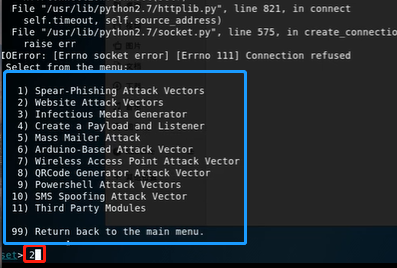 File "/usr/lib/python2.7/httplib.py", line 821, in connect
self.timeout, self.source_address)
File "/usr/lib/python2.7/socket.py", line 575, in create_connectio
raise err
IOError: [Errno socket error] [Errno 111] Connection refused
Select from the menu:
1) Spear-Phishing Attack Vectors
2) Website Attack Vectors
3) Infectious Media Generator
4) Create a Payload and Listener
5) Mass Mailer Attack
6) Arduino-Based Attack Vector
7) Wireless Access Point Attack Vector
8) QRCode Generator Attack Vector
9) Powershell Attack Vectors
10) SMS Spoofing Attack Vector
11) Third Party Modules
99) Return back to the main menu.
set> 2